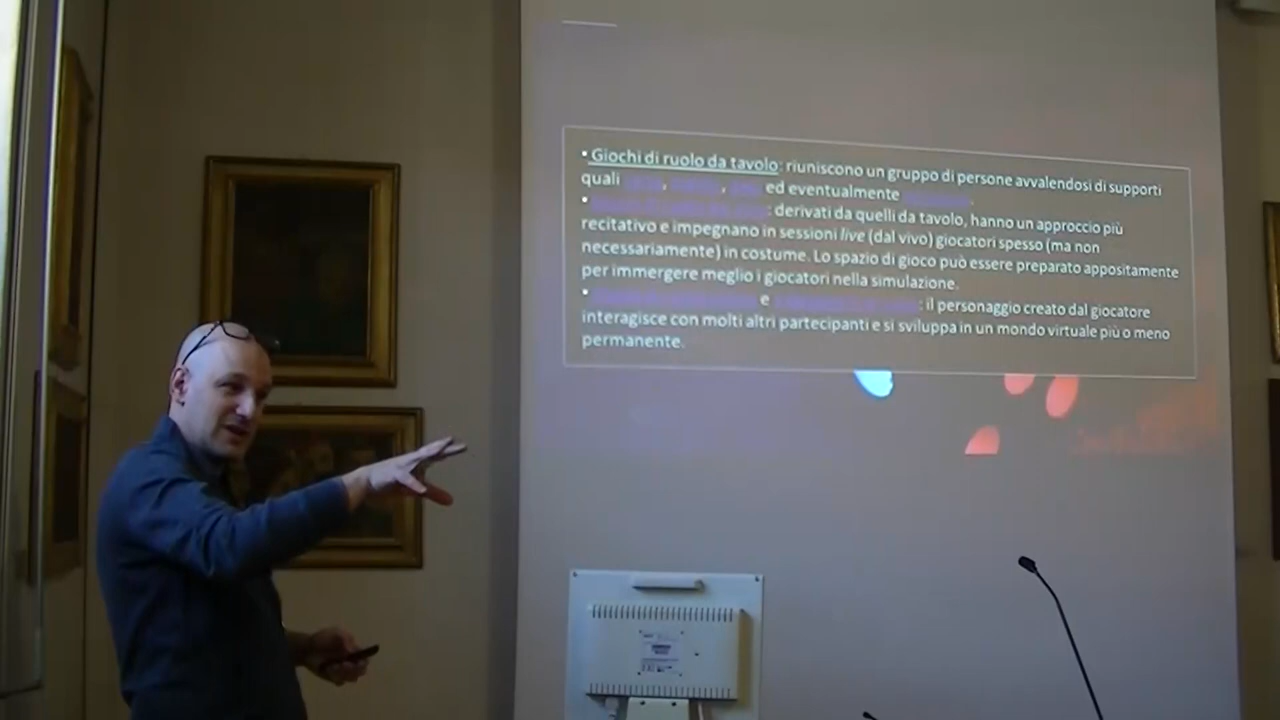 • Giochi di ruolo da tavolo: riuniscono un gruppo di persone avvalendosi di supporti
quali , , ed eventualmente .
• : derivati da quelli da tavolo, hanno un approccio più
recitativo e impegnano in sessioni live (dal vivo) giocatori spesso (ma non
necessariamente) in costume. Lo spazio di gioco può essere preparato appositamente
per immergere meglio i giocatori nella simulazione.
• e : il personaggio creato dal giocatore
interagisce con molti altri partecipanti e si sviluppa in un mondo virtuale più o meno
permanente.